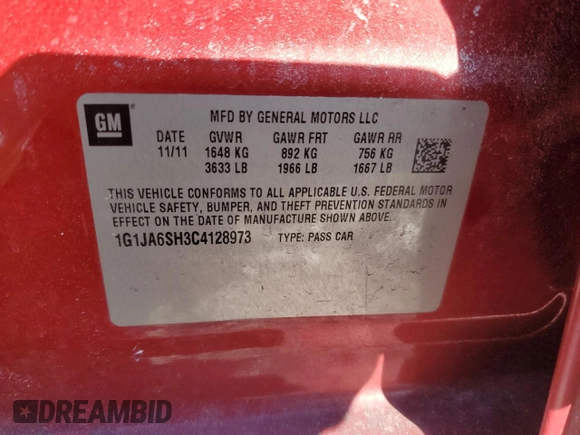 GM
MFD BY GENERAL MOTORS LLC
DATE GVWR GAWR FRT GAWR RR
11/11 1648 KG 892 KG 756 KG
3633 LB 1966 LB 1667 LB
THIS VEHICLE CONFORMS TO ALL APPLICABLE U.S. FEDERAL MOTOR
VEHICLE SAFETY, BUMPER, AND THEFT PREVENTION STANDARDS IN
EFFECT ON THE DATE OF MANUFACTURE SHOWN ABOVE.
1G1JA6SH3C4128973 TYPE: PASS CAR
DREAMBID